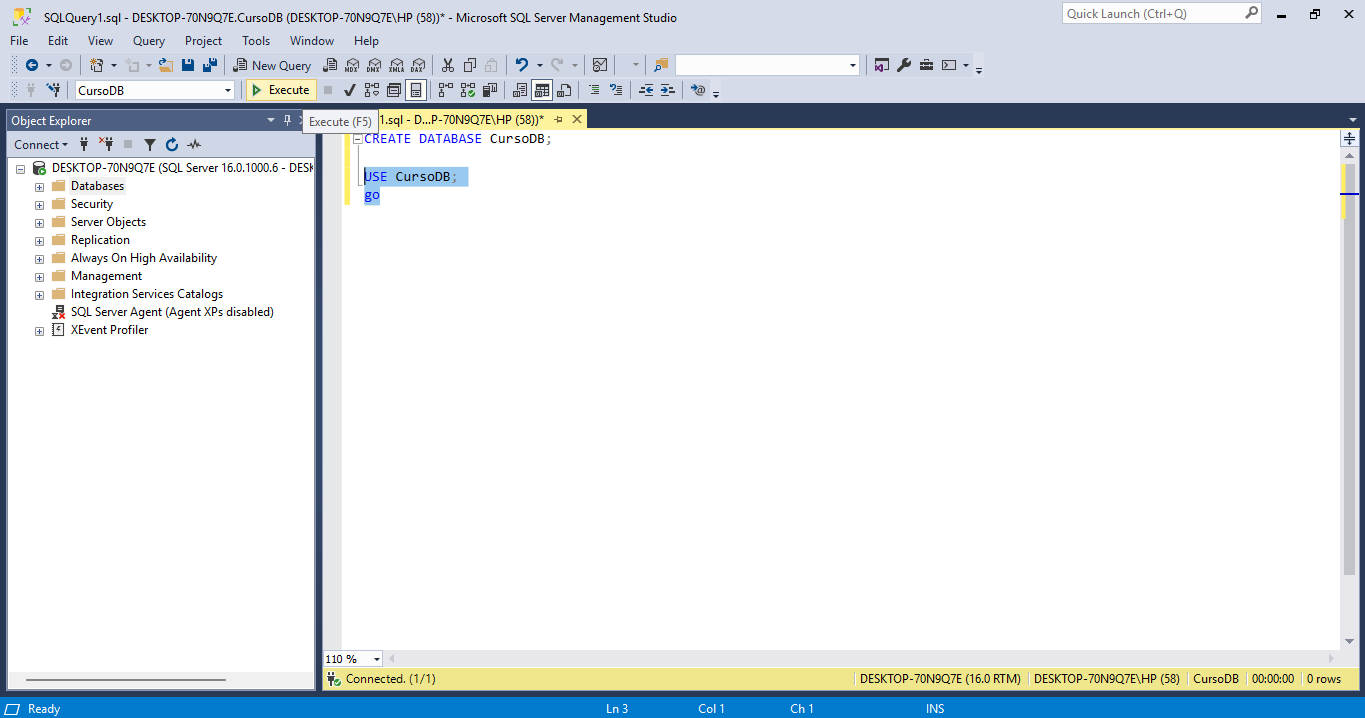 SQLQuery1.sql - DESKTOP-70N9Q7E.CursoDB (DESKTOP-70N9Q7E\HP (58))* - Microsoft SQL Server Management Studio
Quick Launch (Ctrl+Q)
File Edit View Query Project Tools Window Help
New Query
MDX DMX XMLA DAX
CursoDB
Execute
Object Explorer
Execute (F5)
1.sql - D...P-70N9Q7E\HP (58))*
Connect
DESKTOP-70N9Q7E (SQL Server 16.0.1000.6 - DESK
Databases
Security
Server Objects
Replication
Always On High Availability
Management
Integration Services Catalogs
SQL Server Agent (Agent XPs disabled)
XEvent Profiler
CREATE DATABASE CursoDB;
USE CursoDB;
go
110 %
Connected. (1/1)
DESKTOP-70N9Q7E (16.0 RTM)
DESKTOP-70N9Q7E\HP (58)
CursoDB
00:00:00
0 rows
Ready
Ln 3
Col 1
Ch 1
INS